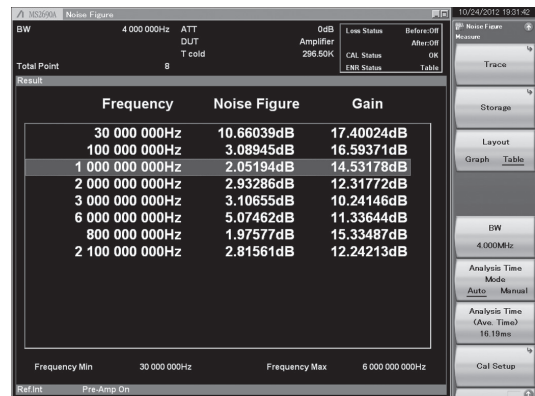 MS2690A Noise Figure
10/24/2012 19:31:42
BW 4 000 000Hz ATT 0dB
DUT Amplifier
T cold 296.50K
Total Point 8
Loss Status Before:Off
After:Off
CAL Status OK
ENR Status Table
Result
Frequency Noise Figure Gain
30 000 000Hz 10.66039dB 17.40024dB
100 000 000Hz 3.08945dB 16.59371dB
1 000 000 000Hz 2.05194dB 14.53178dB
2 000 000 000Hz 2.93286dB 12.31772dB
3 000 000 000Hz 3.10655dB 10.24146dB
6 000 000 000Hz 5.07462dB 11.33644dB
800 000 000Hz 1.97577dB 15.33487dB
2 100 000 000Hz 2.81561dB 12.24213dB
Frequency Min 30 000 000Hz Frequency Max 6 000 000 000Hz
Ref.Int Pre-Amp On
Noise Figure
Measure
Trace
Storage
Layout
Graph Table
BW
4.000MHz
Analysis Time
Mode
Auto Manual
Analysis Time
(Ave. Time)
16.19ms
Cal Setup